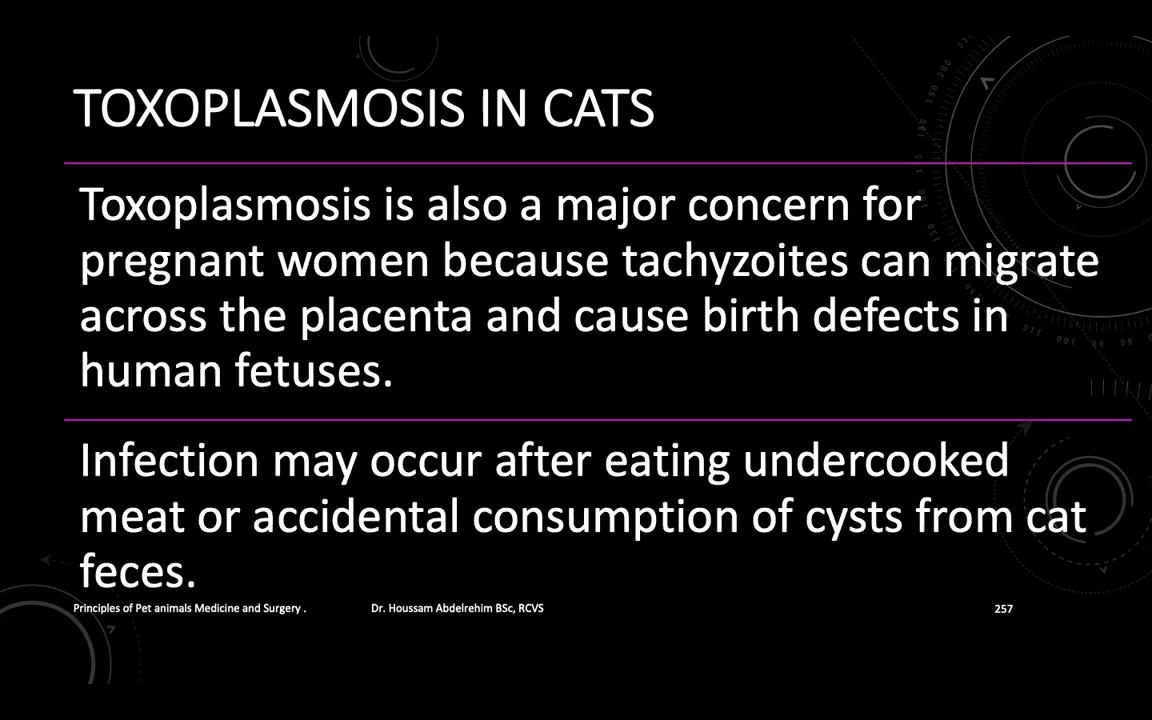 TOXOPLASMOSIS IN CATS
Toxoplasmosis is also a major concern for
pregnant women because tachyzoites can migrate
across the placenta and cause birth defects in
human fetuses.
Infection may occur after eating undercooked
meat or accidental consumption of cysts from cat
feces.
Principles of Pet animals Medicine and Surgery . Dr. Houssam Abdelrehim BSc, RCVS 257